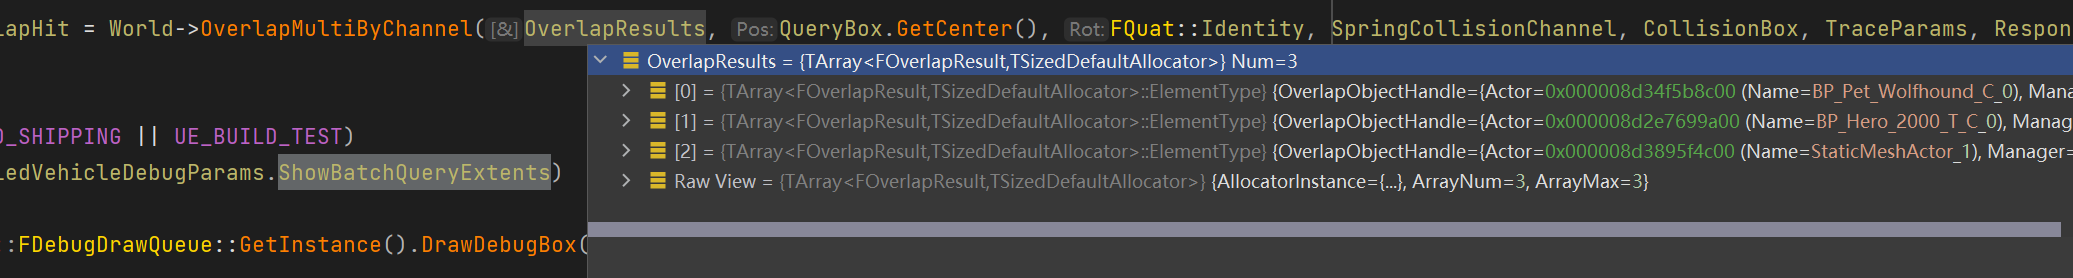 apHit = World->OverlapMultiByChannel([&]OverlapResults, Pos:QueryBox.GetCenter(), Rot:FQuat::Identity, SpringCollisionChannel, CollisionBox, TraceParams, Respon
OverlapResults = {TArray<FOverlapResult,TSizedDefaultAllocator>} Num=3
[0] = {TArray<FOverlapResult,TSizedDefaultAllocator>::ElementType} {OverlapObjectHandle={Actor=0x000008d34f5b8c00 (Name=BP_Pet_Wolfhound_C_0), Mana
[1] = {TArray<FOverlapResult,TSizedDefaultAllocator>::ElementType} {OverlapObjectHandle={Actor=0x000008d2e7699a00 (Name=BP_Hero_2000_T_C_0), Manag
D_SHIPPING || UE_BUILD_TEST)
[2] = {TArray<FOverlapResult,TSizedDefaultAllocator>::ElementType} {OverlapObjectHandle={Actor=0x000008d3895f4c00 (Name=StaticMeshActor_1), Manager=
ledVehicleDebugParams.ShowBatchQueryExtents)
Raw View = {TArray<FOverlapResult,TSizedDefaultAllocator>} {AllocatorInstance={...}, ArrayNum=3, ArrayMax=3}
::FDebugDrawQueue::GetInstance().DrawDebugBox(